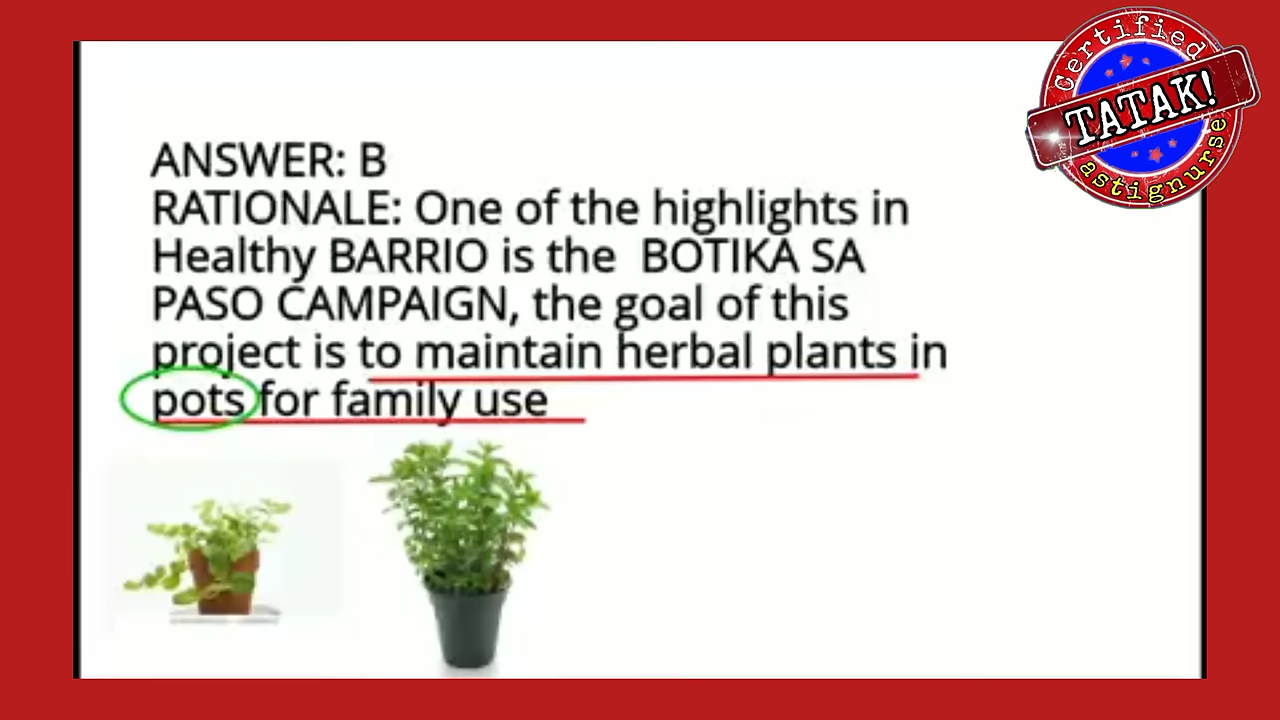 Certified
TATAK!
astignurse
ANSWER: B
RATIONALE: One of the highlights in
Healthy BARRIO is the BOTIKA SA
PASO CAMPAIGN, the goal of this
project is to maintain herbal plants in
pots for family use